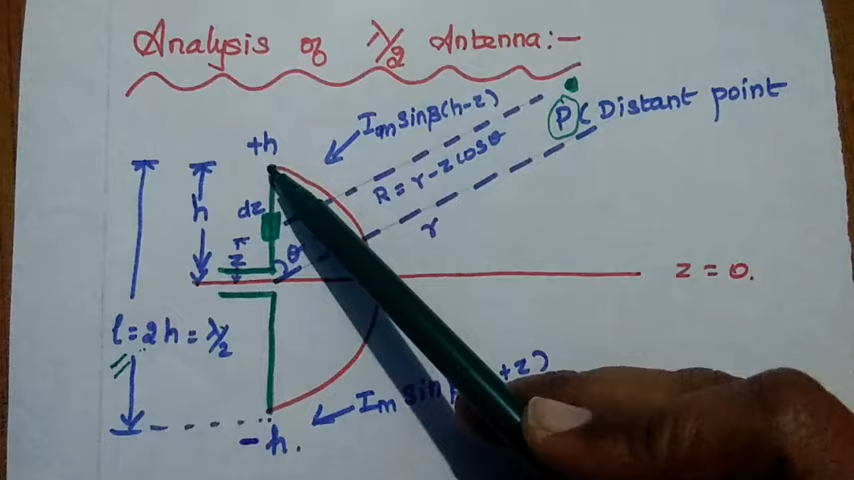 Analysis of λ/2 Antenna:-
P (Distant point
Im sinβ(h-z)
+h
R = r - z cosθ
h
dz
r
z
θ
z = 0.
l = 2h = λ/2
+z)
Im sin
-h.